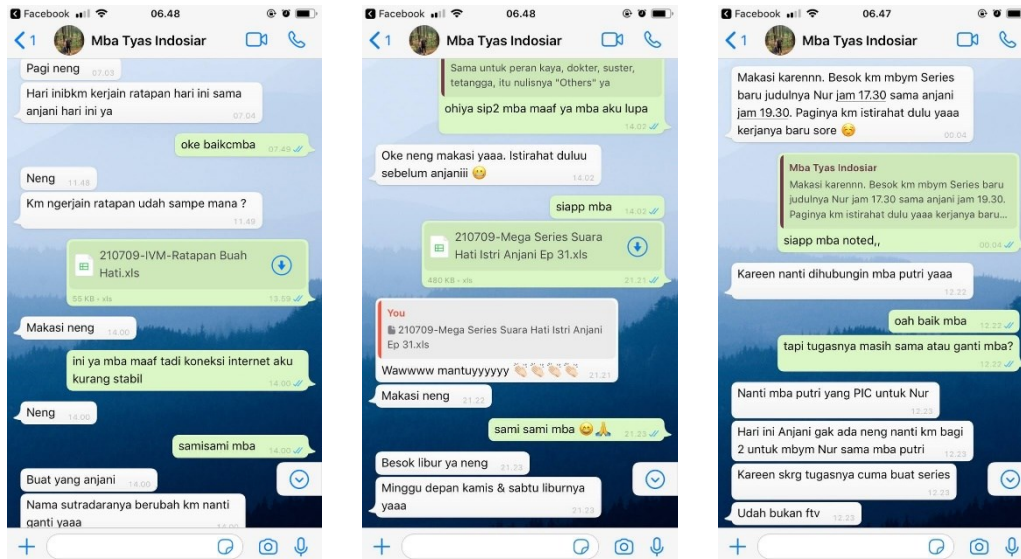 Facebook 06.48
1 Mba Tyas Indosiar
Pagi neng 07.03
Hari inibkm kerjain ratapan hari ini sama
anjani hari ini ya 07.04
oke baikcmba 07.49
Neng 11.48
Km ngerjain ratapan udah sampe mana ?
11.49
210709-IVM-Ratapan Buah
Hati.xls
55 KB • xls 13.59
Makasi neng 14.00
ini ya mba maaf tadi koneksi internet aku
kurang stabil 14.00
Neng 14.00
samisami mba 14.00
Buat yang anjani 14.00
Nama sutradaranya berubah km nanti
ganti yaaa 14.00
Facebook 06.48
1 Mba Tyas Indosiar
Sama untuk peran kaya, dokter, suster,
tetangga, itu nulisnya "Others" ya
ohiya sip2 mba maaf ya mba aku lupa
14.02
Oke neng makasi yaaa. Istirahat duluu
sebelum anjaniii 😀 14.02
siapp mba 14.02
210709-Mega Series Suara
Hati Istri Anjani Ep 31.xls
480 KB • xls 21.21
You
210709-Mega Series Suara Hati Istri Anjani
Ep 31.xls
Wawwww mantuyyyyyy 👏🏻👏🏻👏🏻👏🏻 21.21
Makasi neng 21.22
sami sami mba 😄🙏 21.23
Besok libur ya neng 21.23
Minggu depan kamis & sabtu liburnya
yaaa 21.23
Facebook 06.47
1 Mba Tyas Indosiar
Makasi karennn. Besok km mbym Series
baru judulnya Nur jam 17.30 sama anjani
jam 19.30. Paginya km istirahat dulu yaaa
kerjanya baru sore ☺️ 00.04
Mba Tyas Indosiar
Makasi karennn. Besok km mbym Series baru
judulnya Nur jam 17.30 sama anjani jam 19.30.
Paginya km istirahat dulu yaaa kerjanya baru...
siapp mba noted,, 00.04
Kareen nanti dihubungin mba putri yaaa
12.22
oah baik mba 12.22
tapi tugasnya masih sama atau ganti mba?
12.22
Nanti mba putri yang PIC untuk Nur
12.23
Hari ini Anjani gak ada neng nanti km bagi
2 untuk mbym Nur sama mba putri 12.23
Kareen skrg tugasnya cuma buat series
12.23
Udah bukan ftv 12.23